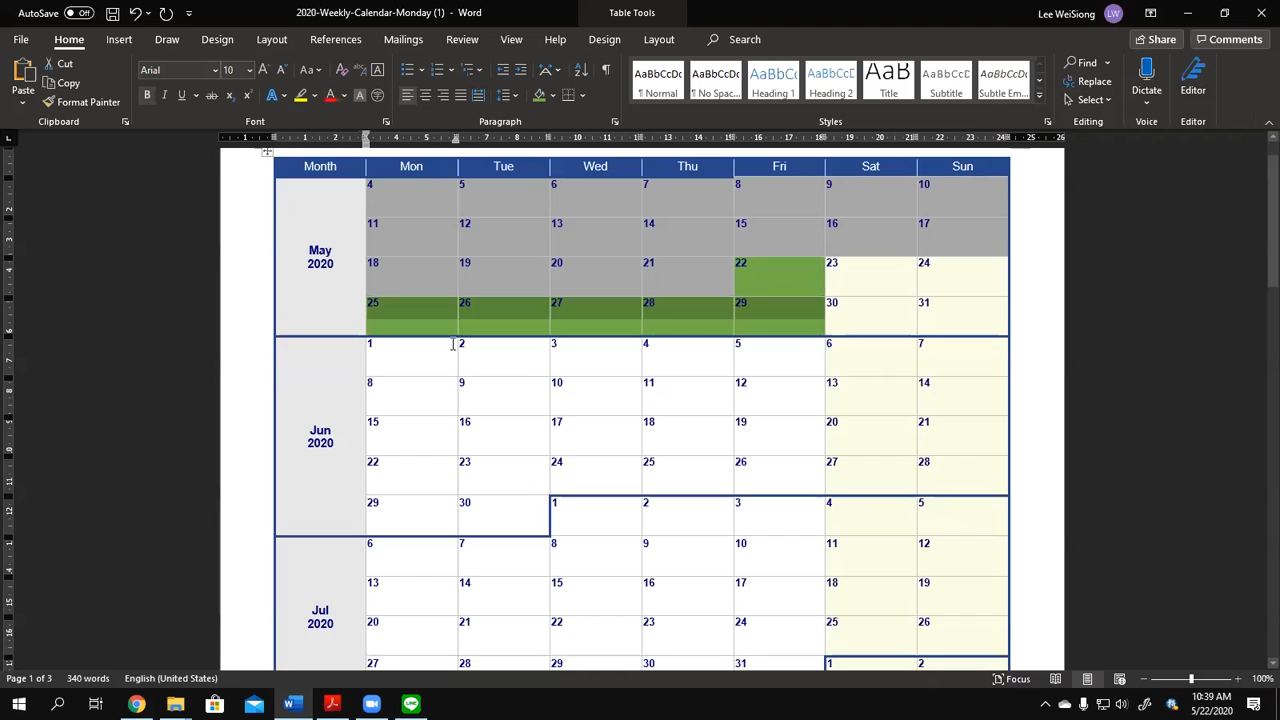 AutoSave Off 2020-Weekly-Calendar-Monday (1) - Word Table Tools Lee WeiSiong LW
File Home Insert Draw Design Layout References Mailings Review View Help Design Layout Search Share Comments
Paste Cut Copy Format Painter
Clipboard
Arial 10
Font
Paragraph
AaBbCcDc AaBbCcDc AaBbCc AaBbCcD AaB AaBbCcD AaBbCcDc
¶ Normal ¶ No Spac... Heading 1 Heading 2 Title Subtitle Subtle Em...
Styles
Find
Replace
Select
Editing
Dictate
Voice
Editor
Editor
Month Mon Tue Wed Thu Fri Sat Sun
May
2020
4 5 6 7 8 9 10
11 12 13 14 15 16 17
18 19 20 21 22 23 24
25 26 27 28 29 30 31
Jun
2020
1 2 3 4 5 6 7
8 9 10 11 12 13 14
15 16 17 18 19 20 21
22 23 24 25 26 27 28
29 30 1 2 3 4 5
Jul
2020
6 7 8 9 10 11 12
13 14 15 16 17 18 19
20 21 22 23 24 25 26
27 28 29 30 31 1 2
Page 1 of 3 340 words English (United States) Focus 100%
10:39 AM
5/22/2020